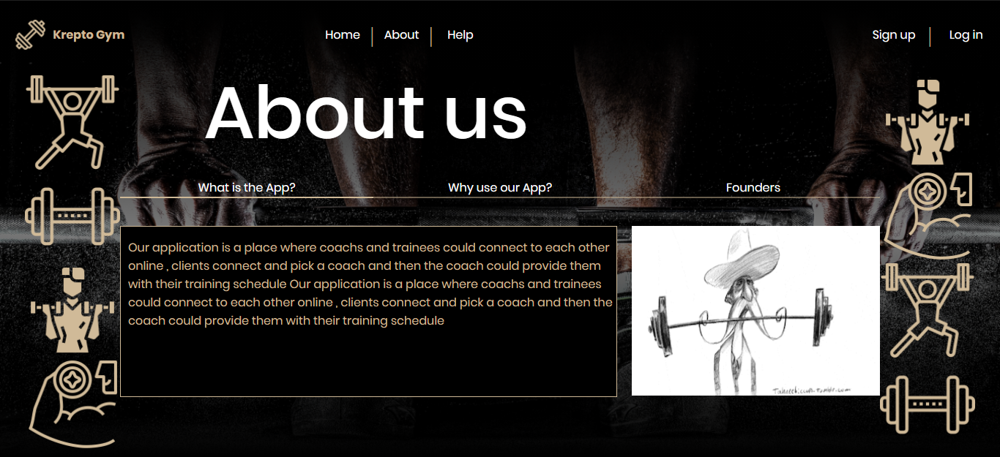 Krepto Gym
Home
About
Help
Sign up
Log in
About us
What is the App?
Why use our App?
Founders
Our application is a place where coachs and trainees could connect to each other
online , clients connect and pick a coach and then the coach could provide them
with their training schedule Our application is a place where coachs and trainees
could connect to each other online , clients connect and pick a coach and then the
coach could provide them with their training schedule